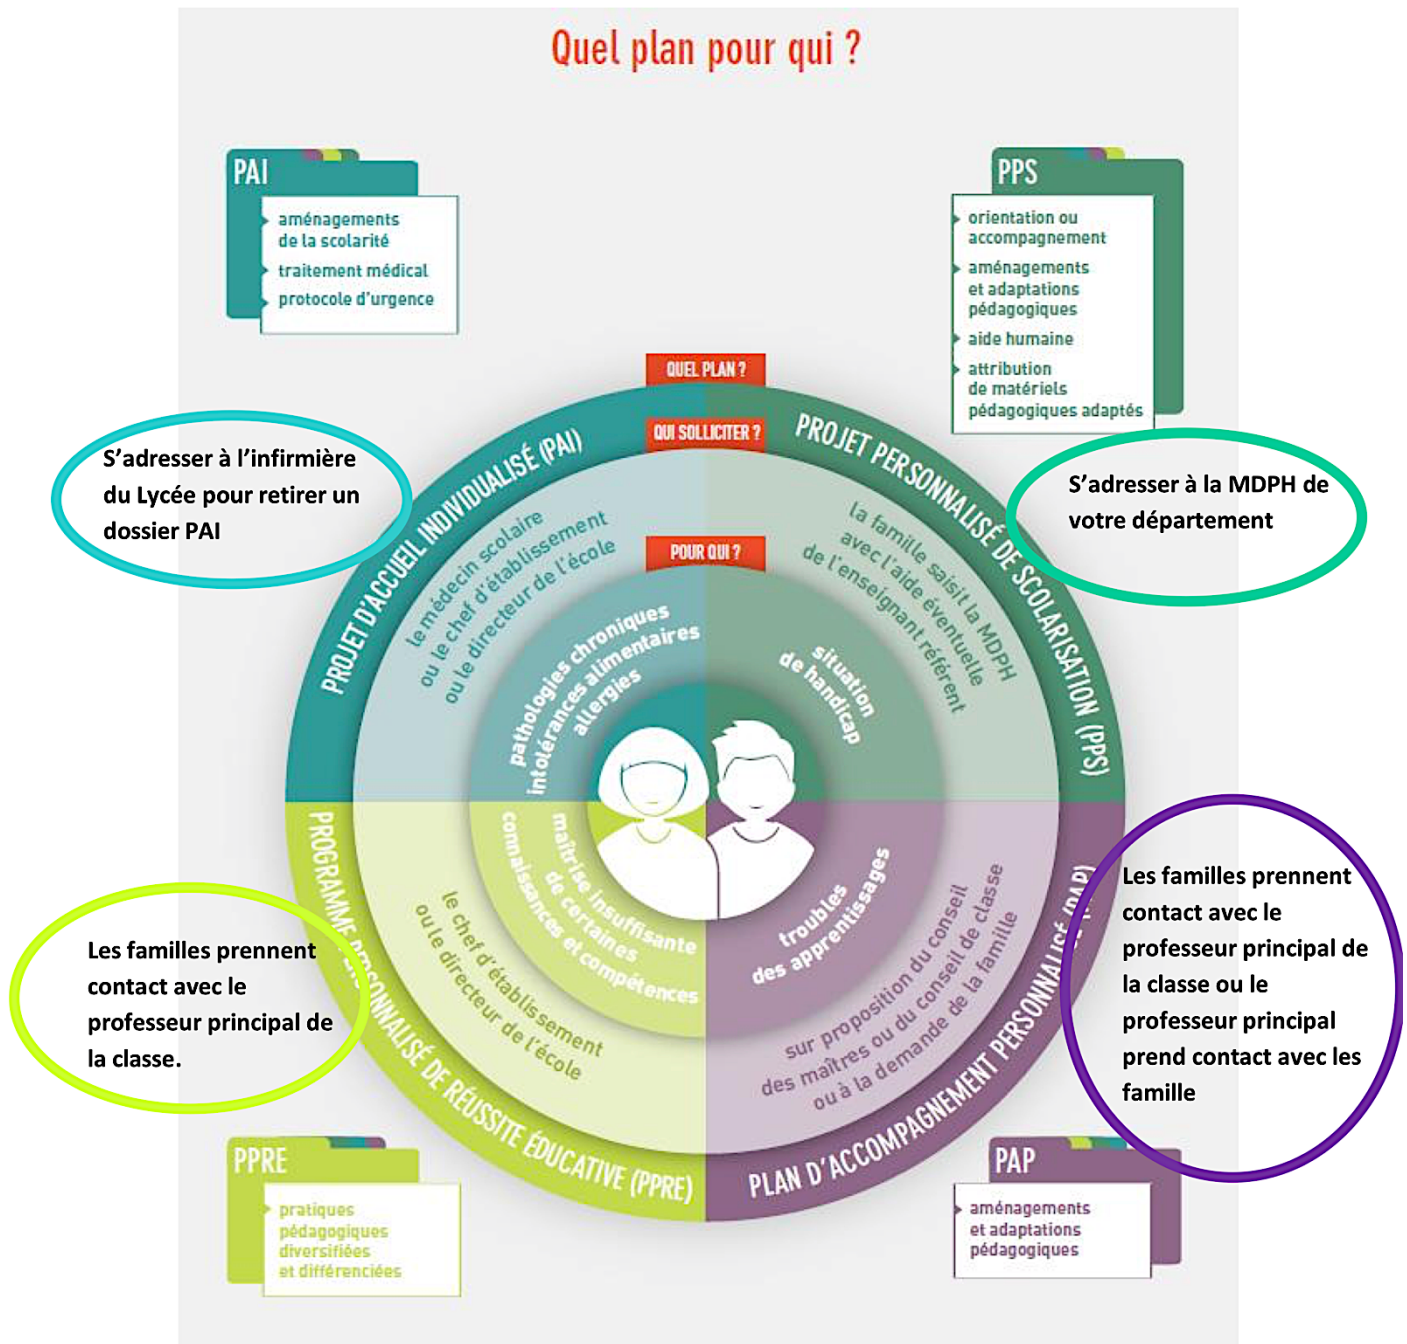 Quel plan pour qui ?
PAI
aménagements
de la scolarité
traitement médical
protocole d'urgence
PPS
orientation ou
accompagnement
aménagements
et adaptations
pédagogiques
aide humaine
attribution
de matériels
pédagogiques adaptés
QUEL PLAN ?
QUI SOLLICITER ?
POUR QUI ?
S'adresser à l'infirmière
du Lycée pour retirer un
dossier PAI
PROJET D'ACCUEIL INDIVIDUALISÉ (PAI)
le médecin scolaire
ou le chef d'établissement
ou le directeur de l'école
pathologies chroniques
intolérances alimentaires
allergies
PROJET PERSONNALISÉ DE SCOLARISATION (PPS)
la famille saisit la MDPH
avec l'aide éventuelle
de l'enseignant référent
situation
de handicap
S'adresser à la MDPH de
votre département
Les familles prennent
contact avec le
professeur principal de
la classe.
PROGRAMME PERSONNALISÉ DE RÉUSSITE ÉDUCATIVE (PPRE)
le chef d'établissement
ou le directeur de l'école
maîtrise insuffisante
de certaines
connaissances et compétences
troubles
des apprentissages
sur proposition du conseil
des maîtres ou du conseil de classe
ou à la demande de la famille
PLAN D'ACCOMPAGNEMENT PERSONNALISÉ (PAP)
Les familles prennent
contact avec le
professeur principal de
la classe ou le
professeur principal
prend contact avec les
famille
PPRE
pratiques
pédagogiques
diversifiées
et différenciées
PAP
aménagements
et adaptations
pédagogiques